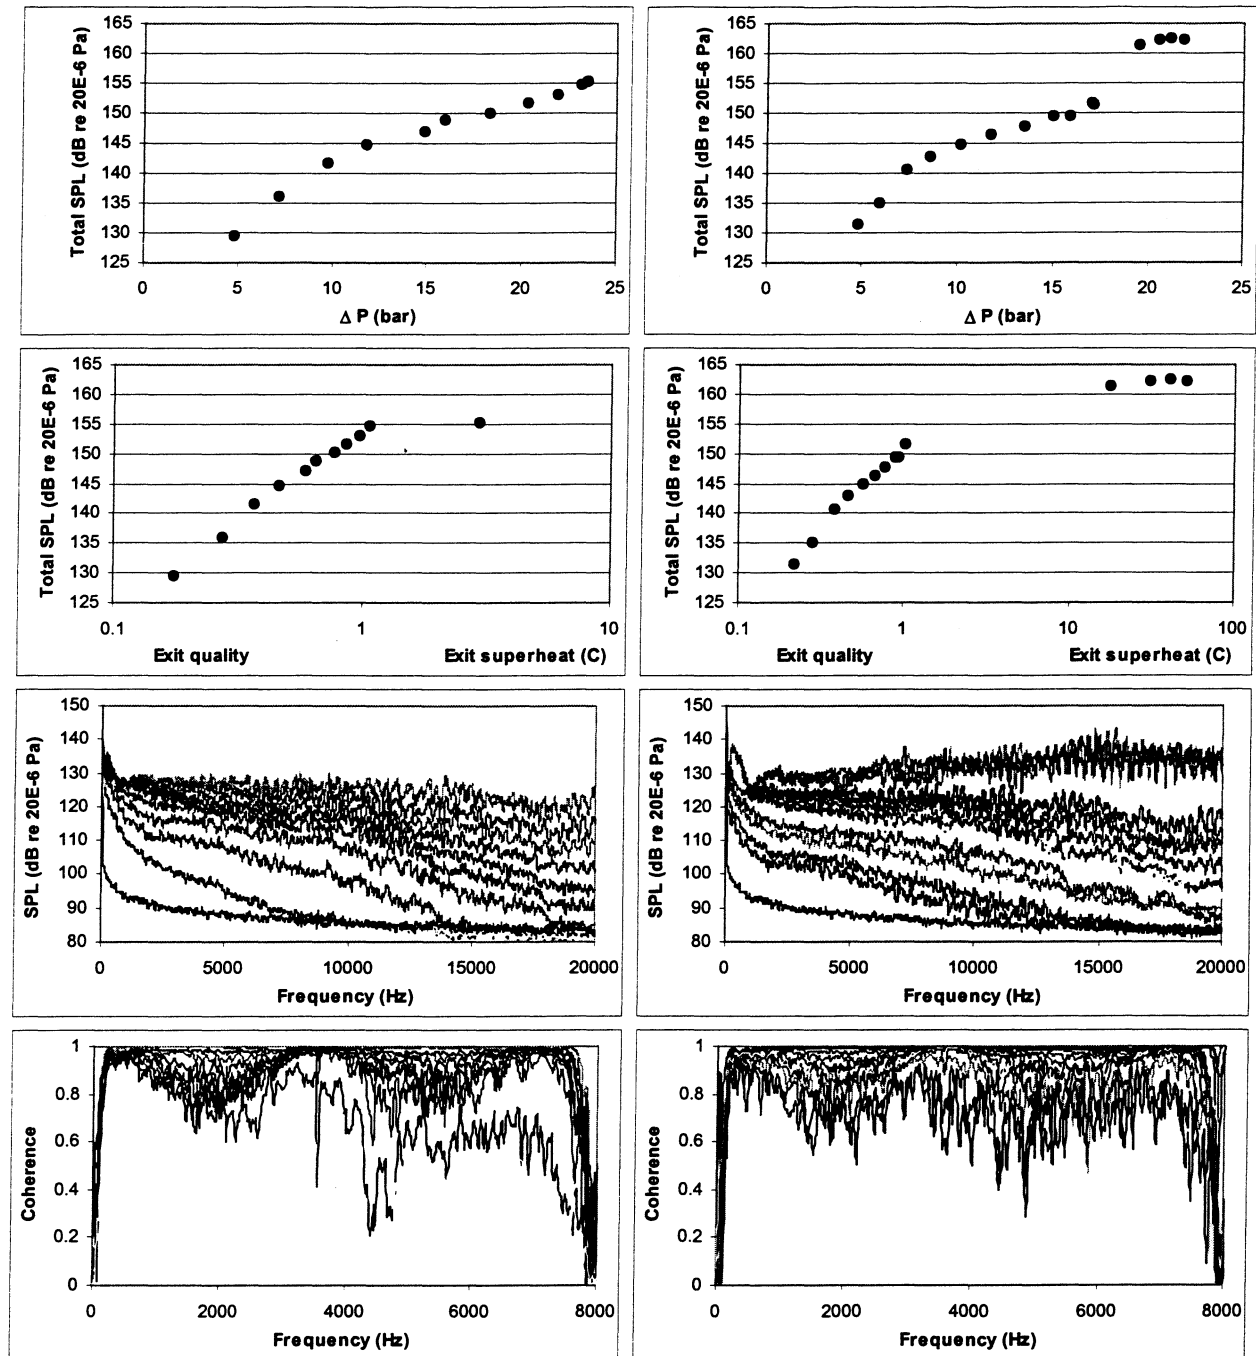 165
160
155
150
145
140
135
130
125
Total SPL (dB re 20E-6 Pa)
0 5 10 15 20 25
Δ P (bar)
165
160
155
150
145
140
135
130
125
Total SPL (dB re 20E-6 Pa)
0 5 10 15 20 25
Δ P (bar)
165
160
155
150
145
140
135
130
125
Total SPL (dB re 20E-6 Pa)
0.1 1 10
Exit quality Exit superheat (C)
165
160
155
150
145
140
135
130
125
Total SPL (dB re 20E-6 Pa)
0.1 1 10 100
Exit quality Exit superheat (C)
150
140
130
120
110
100
90
80
SPL (dB re 20E-6 Pa)
0 5000 10000 15000 20000
Frequency (Hz)
150
140
130
120
110
100
90
80
SPL (dB re 20E-6 Pa)
0 5000 10000 15000 20000
Frequency (Hz)
1
0.8
0.6
0.4
0.2
0
Coherence
0 2000 4000 6000 8000
Frequency (Hz)
1
0.8
0.6
0.4
0.2
0
Coherence
0 2000 4000 6000 8000
Frequency (Hz)